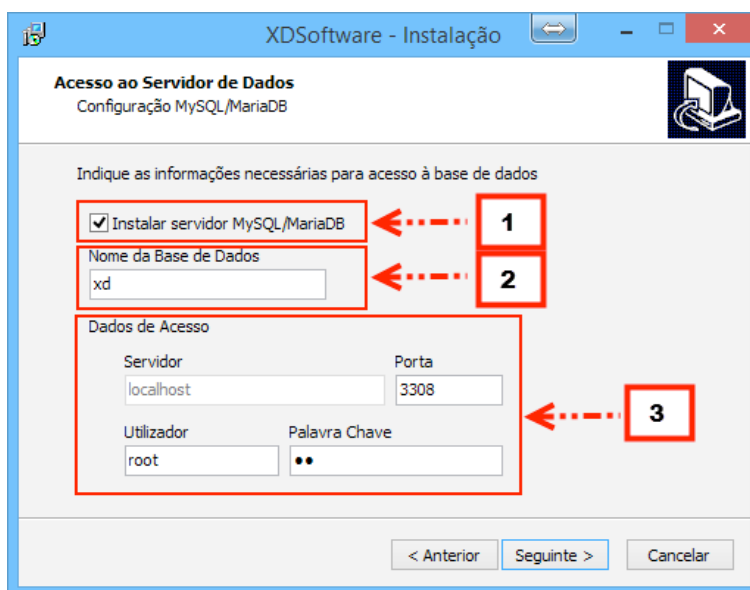 XDSoftware - Instalação
Acesso ao Servidor de Dados
Configuração MySQL/MariaDB
Indique as informações necessárias para acesso à base de dados
Instalar servidor MySQL/MariaDB
1
Nome da Base de Dados
xd
2
Dados de Acesso
Servidor Porta
localhost 3308
3
Utilizador Palavra Chave
root ●●
< Anterior Seguinte > Cancelar